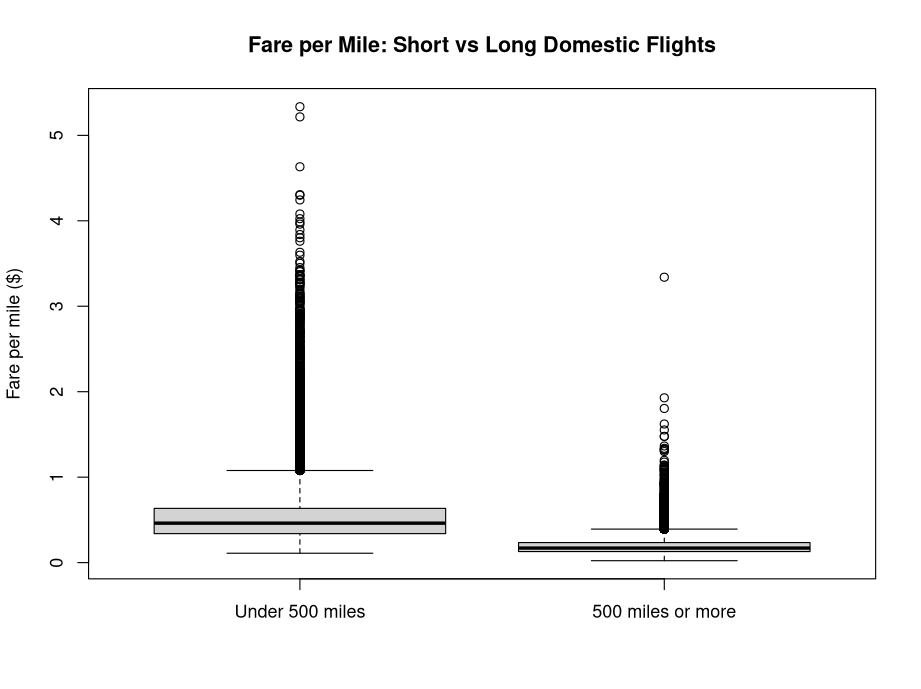 Fare per Mile: Short vs Long Domestic Flights
Fare per mile ($)
5
4
3
2
1
0
Under 500 miles
500 miles or more